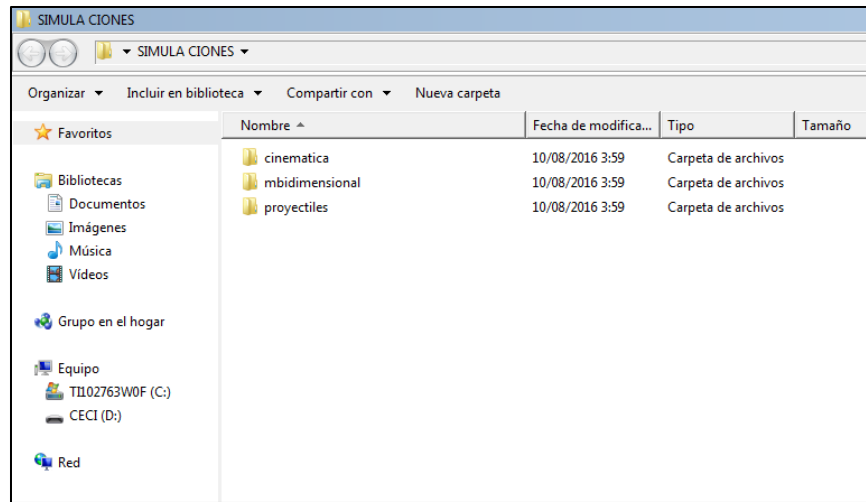 SIMULA CIONES
SIMULA CIONES
Organizar Incluir en biblioteca Compartir con Nueva carpeta
Favoritos
Bibliotecas
Documentos
Imágenes
Música
Vídeos
Grupo en el hogar
Equipo
TI102763W0F (C:)
CECI (D:)
Red
Nombre Fecha de modifica... Tipo Tamaño
cinematica 10/08/2016 3:59 Carpeta de archivos
mbidimensional 10/08/2016 3:59 Carpeta de archivos
proyectiles 10/08/2016 3:59 Carpeta de archivos